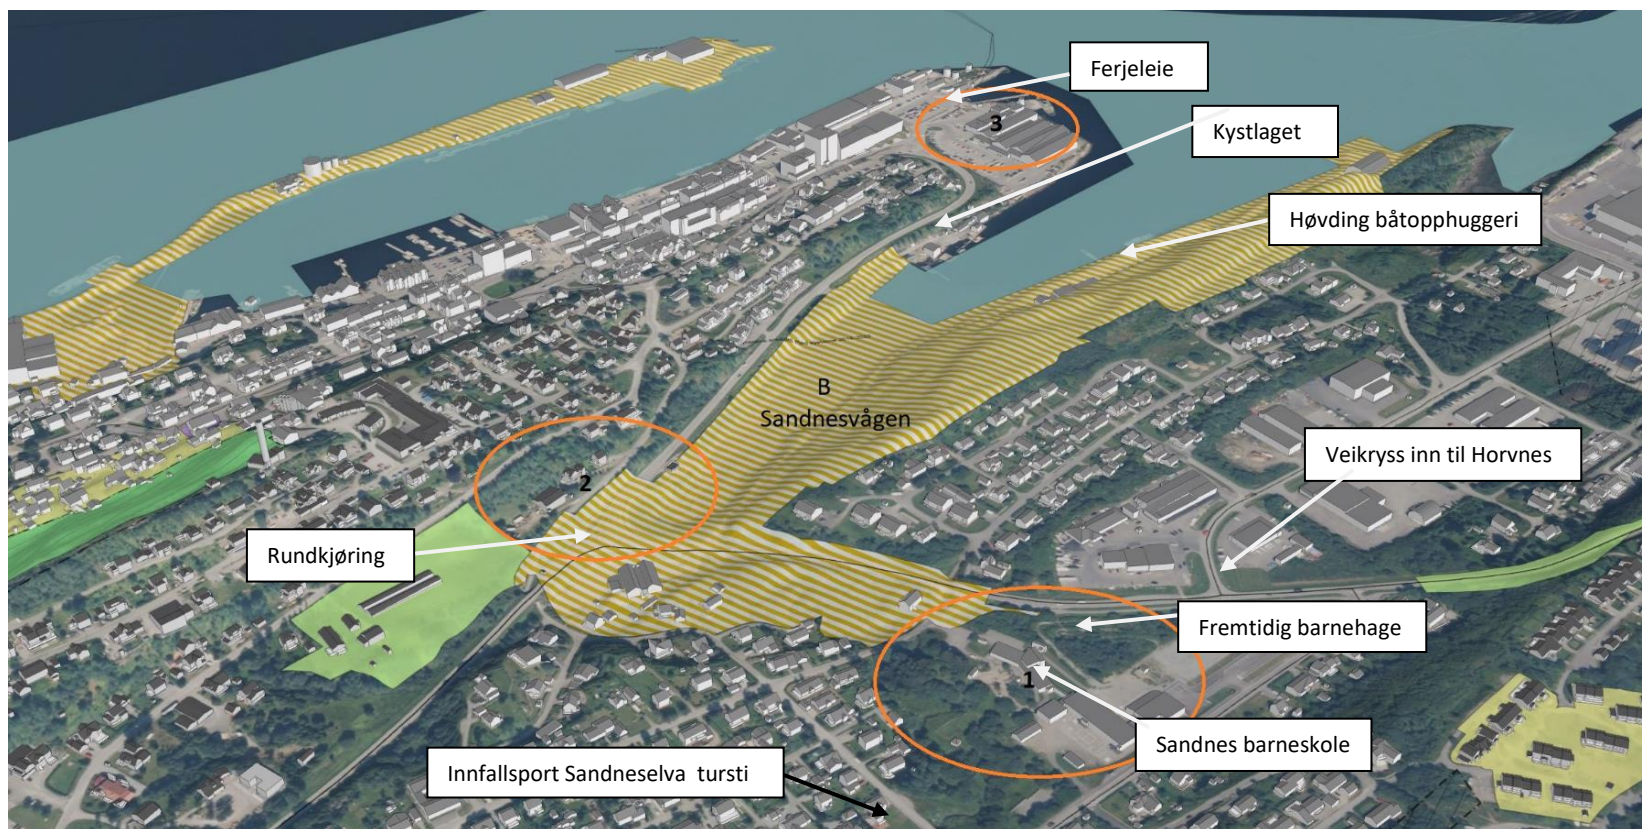 Ferjeleie
3
Kystlaget
Høvding båtopphuggeri
B
Sandnesvågen
Veikryss inn til Horvnes
2
Rundkjøring
Fremtidig barnehage
1
Sandnes barneskole
Innfallsport Sandneselva tursti